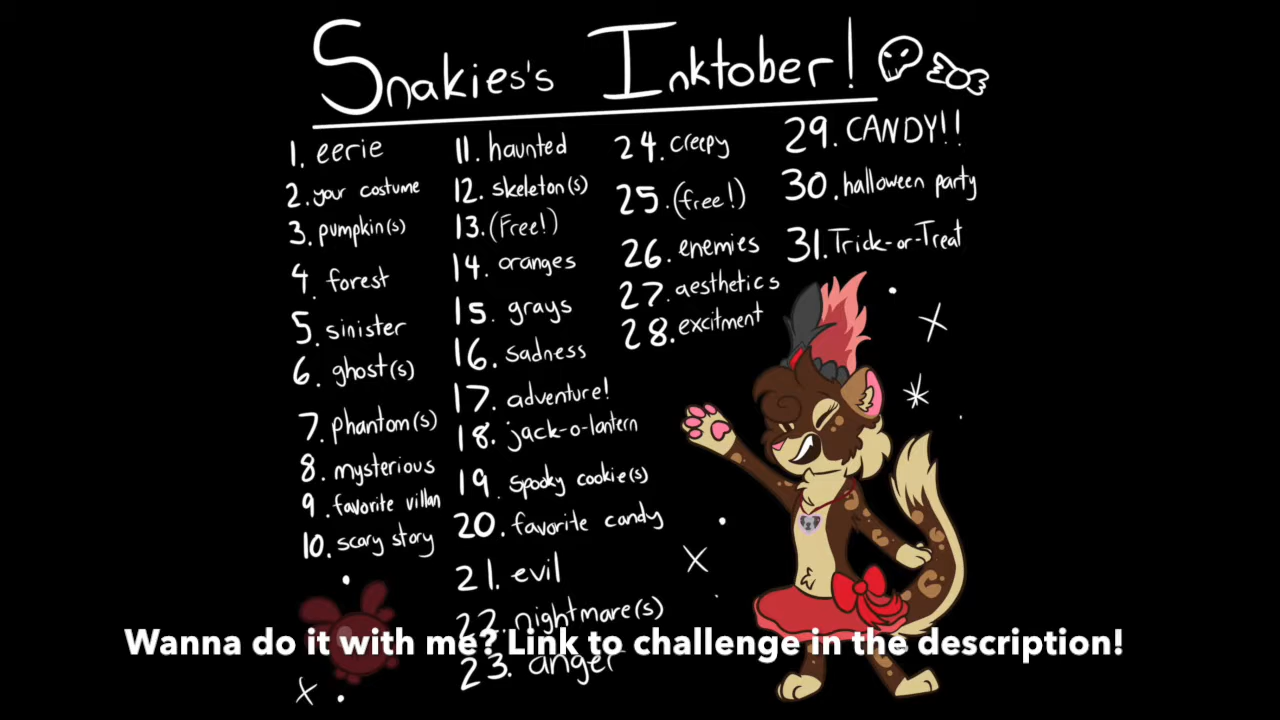 Snakies's Inktober!
1. eerie
2. your costume
3. pumpkin(s)
4. forest
5. sinister
6. ghost(s)
7. phantom(s)
8. mysterious
9. favorite villan
10. scary story
11. haunted
12. skeleton(s)
13. (Free!)
14. oranges
15. grays
16. sadness
17. adventure!
18. jack-o-lantern
19. spooky cookie(s)
20. favorite candy
21. evil
22. nightmare(s)
23. anger
24. creepy
25. (free!)
26. enemies
27. aesthetics
28. excitment
29. CANDY!!
30. halloween party
31. Trick-or-Treat
Wanna do it with me? Link to challenge in the description!